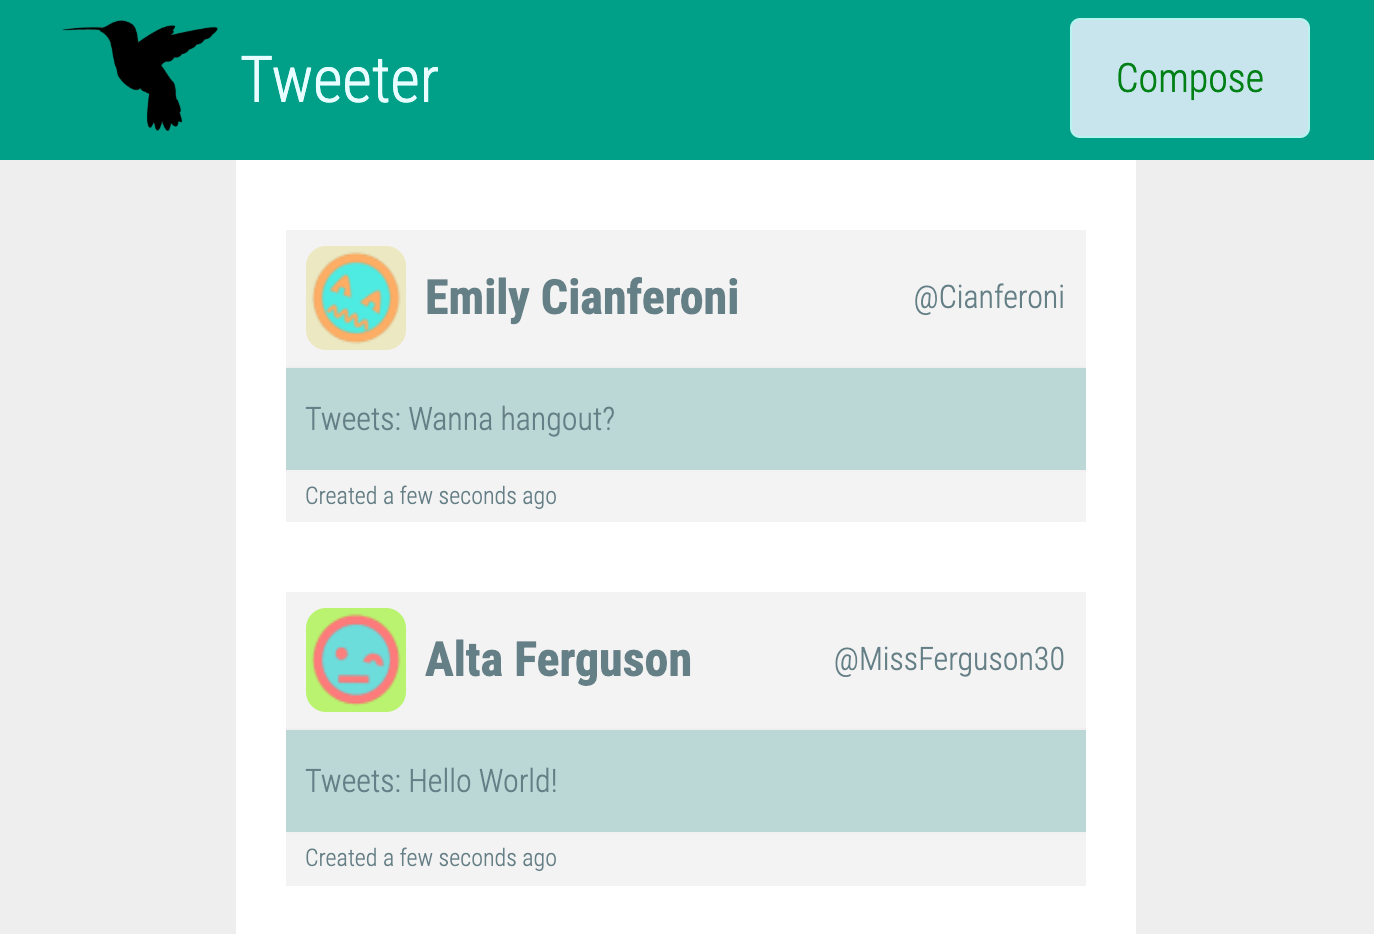 Tweeter
Compose
Emily Cianferoni
@Cianferoni
Tweets: Wanna hangout?
Created a few seconds ago
Alta Ferguson
@MissFerguson30
Tweets: Hello World!
Created a few seconds ago